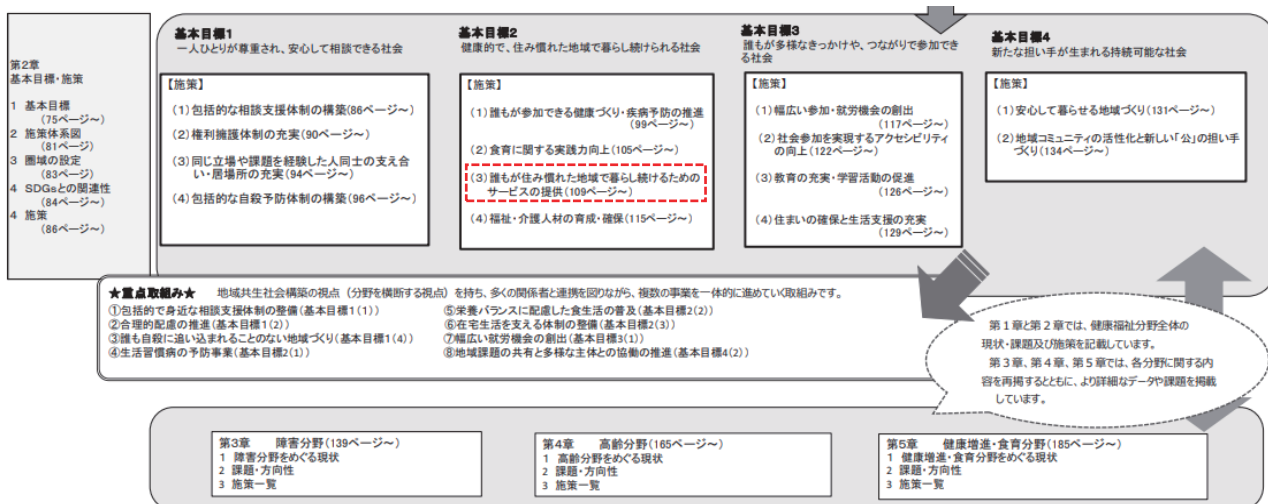 第2章
基本目標・施策
1 基本目標
(75ページ～)
2 施策体系図
(81ページ～)
3 圏域の設定
(83ページ～)
4 SDGsとの関連性
(84ページ～)
4 施策
(86ページ～)
基本目標1
一人ひとりが尊重され、安心して相談できる社会
【施策】
(1)包括的な相談支援体制の構築(86ページ～)
(2)権利擁護体制の充実(90ページ～)
(3)同じ立場や課題を経験した人同士の支え合
い・居場所の充実(94ページ～)
(4)包括的な自殺予防体制の構築(96ページ～)
基本目標2
健康的で、住み慣れた地域で暮らし続けられる社会
【施策】
(1)誰もが参加できる健康づくり・疾病予防の推進
(99ページ～)
(2)食育に関する実践力向上(105ページ～)
(3)誰もが住み慣れた地域で暮らし続けるための
サービスの提供(109ページ～)
(4)福祉・介護人材の育成・確保(115ページ～)
基本目標3
誰もが多様なきっかけや、つながりで参加でき
る社会
【施策】
(1)幅広い参加・就労機会の創出
(117ページ～)
(2)社会参加を実現するアクセシビリティ
の向上(122ページ～)
(3)教育の充実・学習活動の促進
(126ページ～)
(4)住まいの確保と生活支援の充実
(129ページ～)
基本目標4
新たな担い手が生まれる持続可能な社会
【施策】
(1)安心して暮らせる地域づくり(131ページ～)
(2)地域コミュニティの活性化と新しい「公」の担い手
づくり(134ページ～)
★重点取組み★ 地域共生社会構築の視点（分野を横断する視点）を持ち、多くの関係者と連携を図りながら、複数の事業を一体的に進めていく取組みです。
①包括的で身近な相談支援体制の整備(基本目標1(1))
②合理的配慮の推進(基本目標1(2))
③誰も自殺に追い込まれることのない地域づくり(基本目標1(4))
④生活習慣病の予防事業(基本目標2(1))
⑤栄養バランスに配慮した食生活の普及(基本目標2(2))
⑥在宅生活を支える体制の整備(基本目標2(3))
⑦幅広い就労機会の創出(基本目標3(1))
⑧地域課題の共有と多様な主体との協働の推進(基本目標4(2))
第1章と第2章では、健康福祉分野全体の
現状・課題及び施策を記載しています。
第3章、第4章、第5章では、各分野に関する内
容を再掲するとともに、より詳細なデータや課題を掲載
しています。
第3章 障害分野(139ページ～)
1 障害分野をめぐる現状
2 課題・方向性
3 施策一覧
第4章 高齢分野(165ページ～)
1 高齢分野をめぐる現状
2 課題・方向性
3 施策一覧
第5章 健康増進・食育分野(185ページ～)
1 健康増進・食育分野をめぐる現状
2 課題・方向性
3 施策一覧